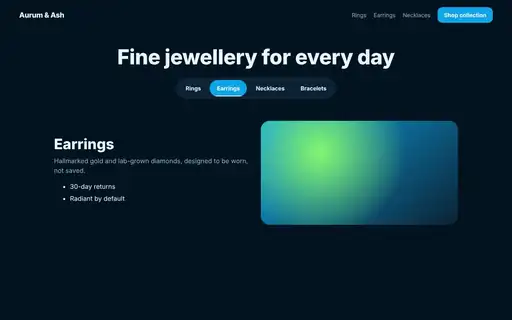 Aurum & Ash
Rings Earrings Necklaces Shop collection
Fine jewellery for every day
Rings Earrings Necklaces Bracelets
Earrings
Hallmarked gold and lab-grown diamonds, designed to be worn,
not saved.
30-day returns
Radiant by default